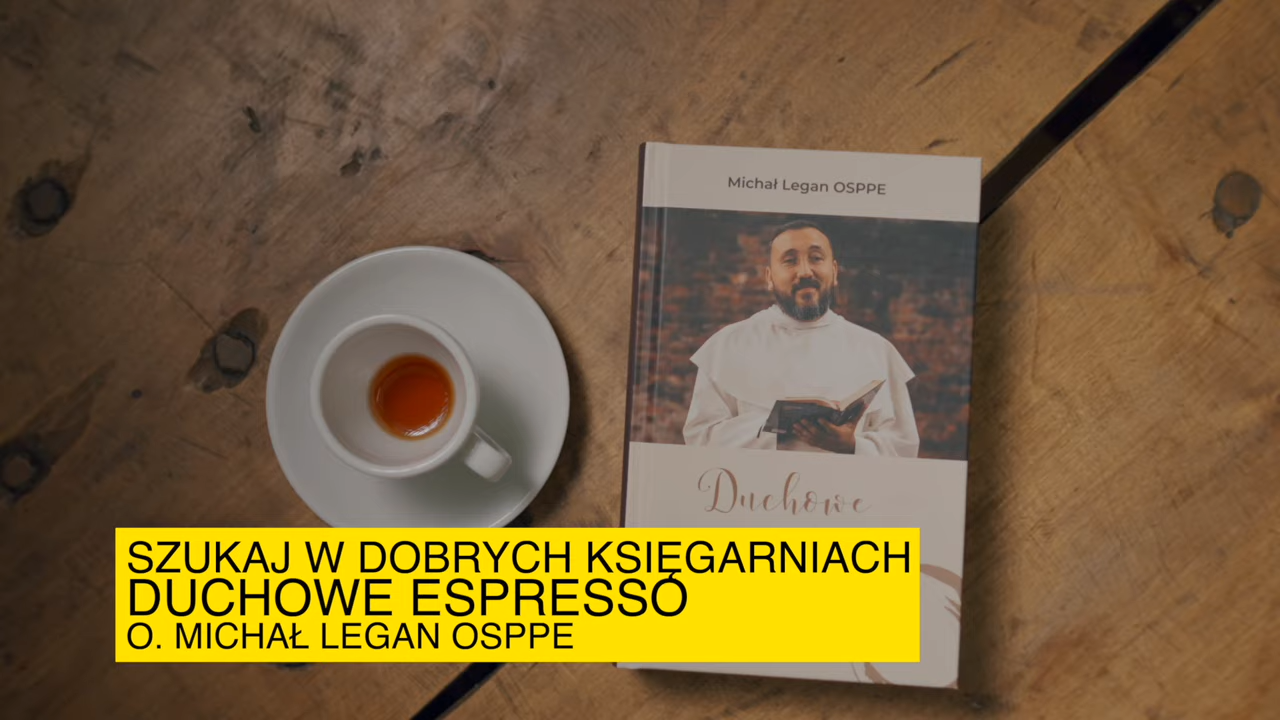 Michał Legan OSPPE
Duchowe
SZUKAJ W DOBRYCH KSIĘGARNIACH
DUCHOWE ESPRESSO
O. MICHAŁ LEGAN OSPPE